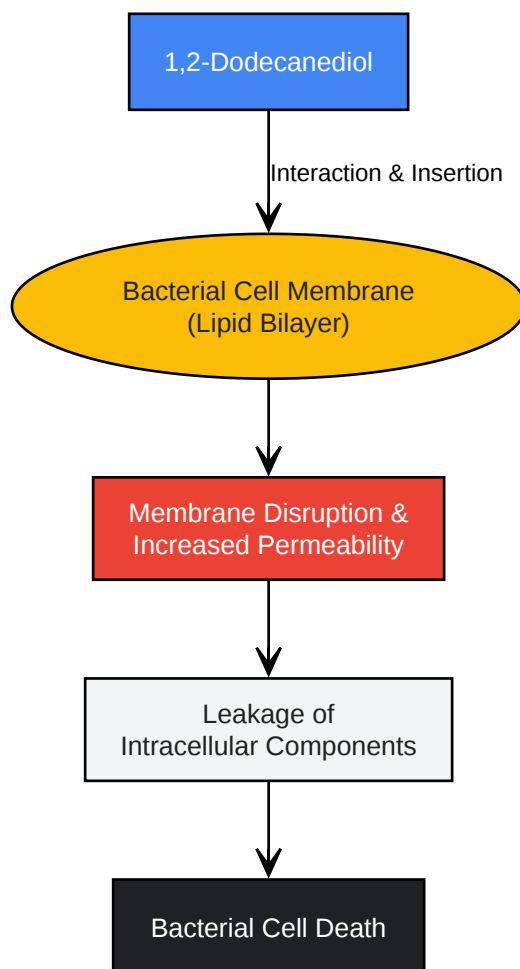 1,2-Dodecanediol
Interaction & Insertion
Bacterial Cell Membrane
(Lipid Bilayer)
Membrane Disruption &
Increased Permeability
Leakage of
Intracellular Components
Bacterial Cell Death